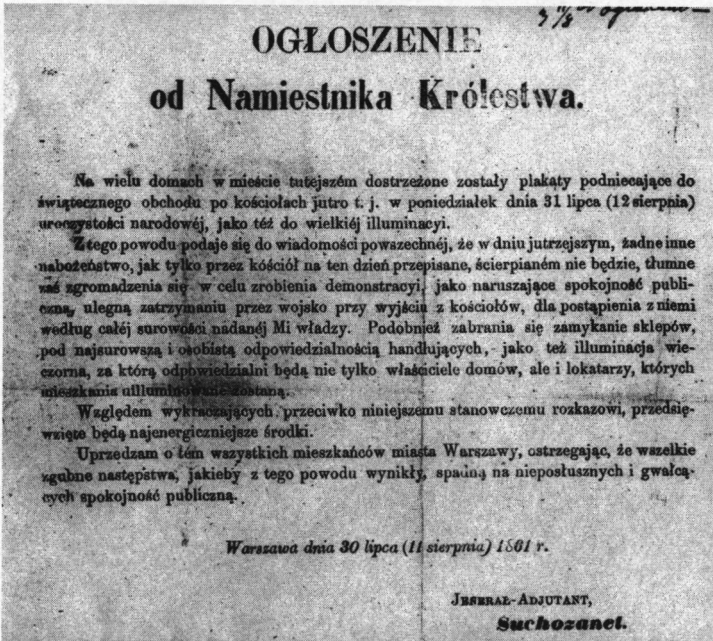 OGŁOSZENIE
od Namiestnika Królestwa.
Na wielu domach w mieście tutejszém dostrzeżone zostały plakąty podniecające do
świątecznego obchodu po kościołach jutro t. j. w poniedziałek dnia 31 lipca (12 sierpnia)
uroczystości narodowéj, jako téż do wielkiéj illuminacyi.
Z tego powodu podaje się do wiadomości powszechnéj, że w dniu jutrzejszym, żadne inne
nabożeństwo, jak tylko przez kościół na ten dzień przepisane, ścierpianém nie będzie, tłumne
zaś zgromadzenia się w celu zrobienia demonstracyi, jako naruszające spokojność publi-
czną, ulegną zatrzymaniu przez wojsko przy wyjściu z kościołów, dla postąpienia z niemi
według całéj surowości nadanéj Mi władzy. Podobnież zabrania się zamykanie sklepów,
pod najsurowszą i osobistą odpowiedzialnością handlujących, jako też illuminacja wie-
czorna, za którą odpowiedzialni będą nie tylko właściciele domów, ale i lokatarzy, których
mieszkania uilluminowane zostaną.
Względem wykraczających przeciwko niniejszemu stanowczemu rozkazowi, przedsię-
wzięte będą najenergiczniejsze środki.
Uprzedzam o tém wszystkich mieszkańców miasta Warszawy, ostrzegając, że wszelkie
zgubne następstwa, jakieby z tego powodu wynikły, spadną na nieposłusznych i gwałcą-
cych spokojność publiczną.
Warszawa dnia 30 lipca (11 sierpnia) 1861 r.
JENERAŁ-ADJUTANT,
Suchozanet.